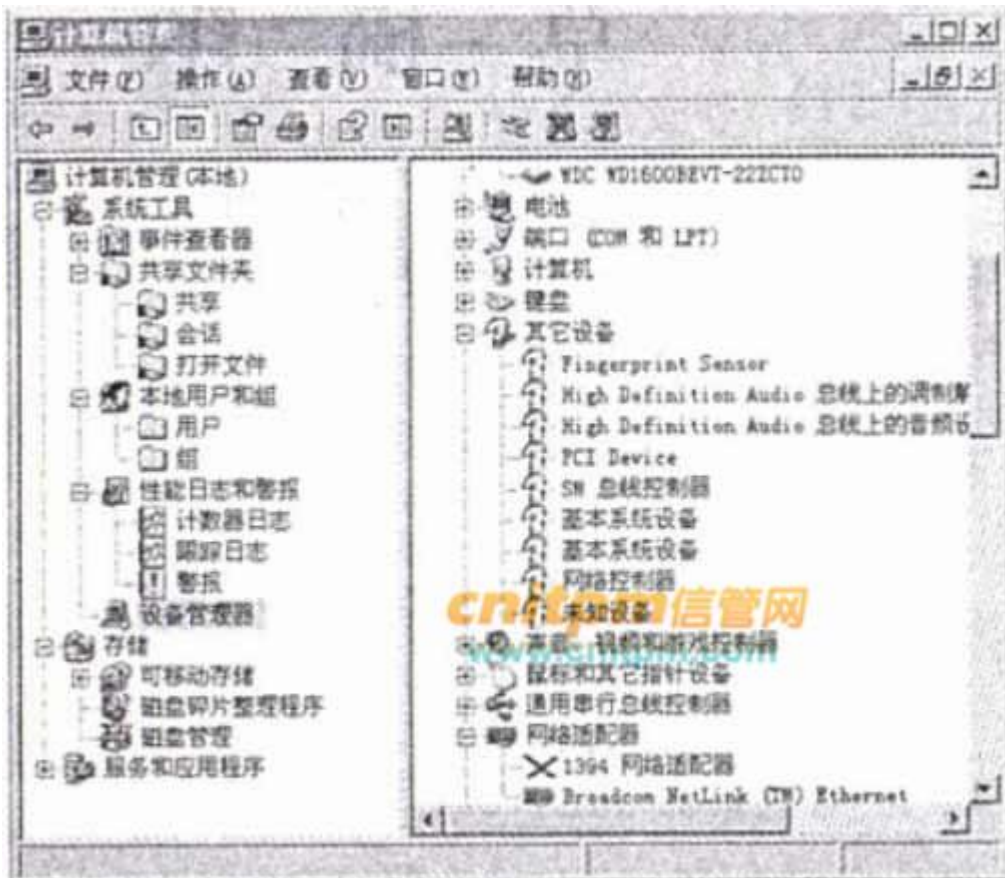 计算机管理
文件(F) 操作(A) 查看(V) 窗口(W) 帮助(H)
计算机管理(本地)
系统工具
事件查看器
共享文件夹
共享
会话
打开文件
本地用户和组
用户
组
性能日志和警报
计数器日志
跟踪日志
警报
设备管理器
存储
可移动存储
磁盘碎片整理程序
磁盘管理
服务和应用程序
WDC WD1600BEVT-22ZCT0
电池
端口 (COM 和 LPT)
计算机
键盘
其它设备
Fingerprint Sensor
High Definition Audio 总线上的调制解
High Definition Audio 总线上的音频设
PCI Device
SM 总线控制器
基本系统设备
基本系统设备
网络控制器
未知设备
cnitpm信管网
声音、视频和游戏控制器
www.cnitpm.com
鼠标和其它指针设备
通用串行总线控制器
网络适配器
1394 网络适配器
Broadcom NetLink (TM) Ethernet